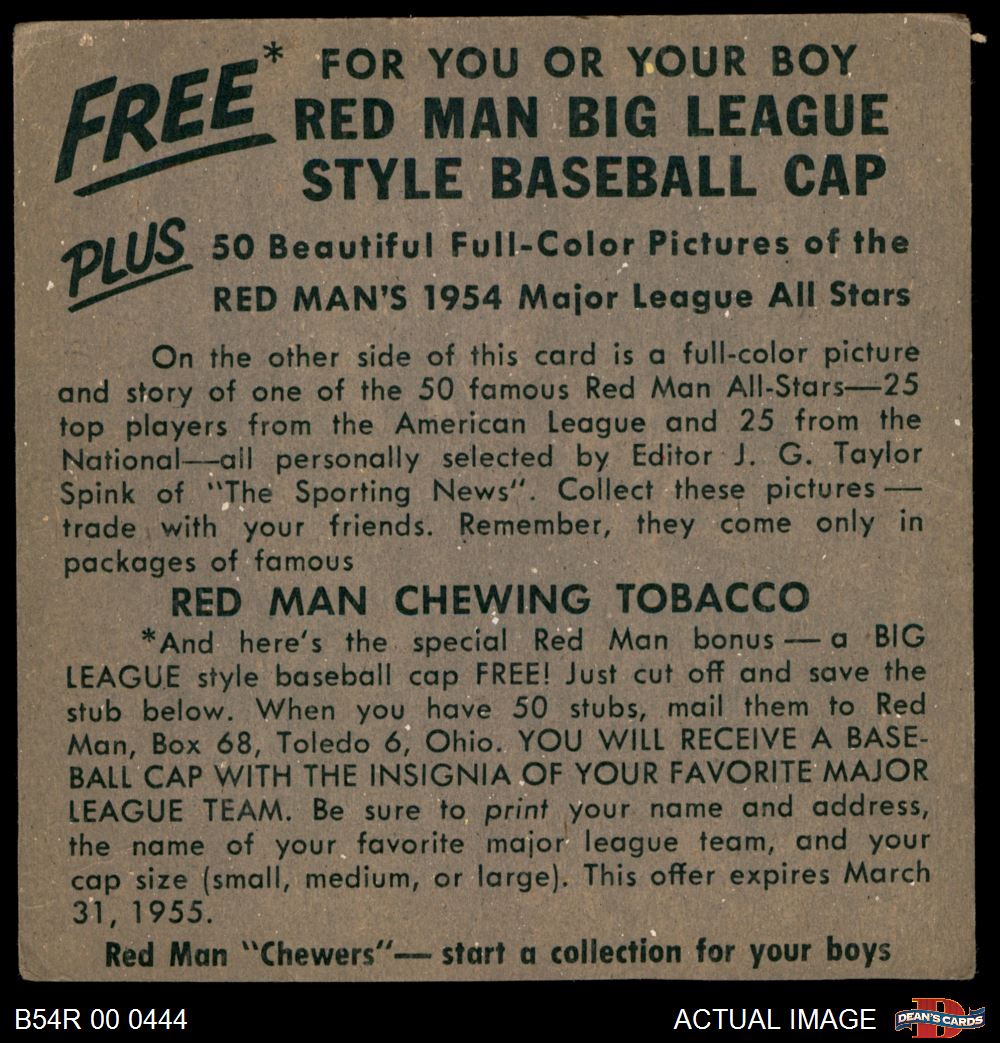 FREE* FOR YOU OR YOUR BOY
RED MAN BIG LEAGUE
STYLE BASEBALL CAP
PLUS 50 Beautiful Full-Color Pictures of the
RED MAN'S 1954 Major League All Stars
On the other side of this card is a full-color picture
and story of one of the 50 famous Red Man All-Stars—25
top players from the American League and 25 from the
National—all personally selected by Editor J. G. Taylor
Spink of "The Sporting News". Collect these pictures —
trade with your friends. Remember, they come only in
packages of famous
RED MAN CHEWING TOBACCO
*And here's the special Red Man bonus — a BIG
LEAGUE style baseball cap FREE! Just cut off and save the
stub below. When you have 50 stubs, mail them to Red
Man, Box 68, Toledo 6, Ohio. YOU WILL RECEIVE A BASE-
BALL CAP WITH THE INSIGNIA OF YOUR FAVORITE MAJOR
LEAGUE TEAM. Be sure to print your name and address,
the name of your favorite major league team, and your
cap size (small, medium, or large). This offer expires March
31, 1955.
Red Man "Chewers"— start a collection for your boys
B54R 00 0444
ACTUAL IMAGE
DEAN'S CARDS